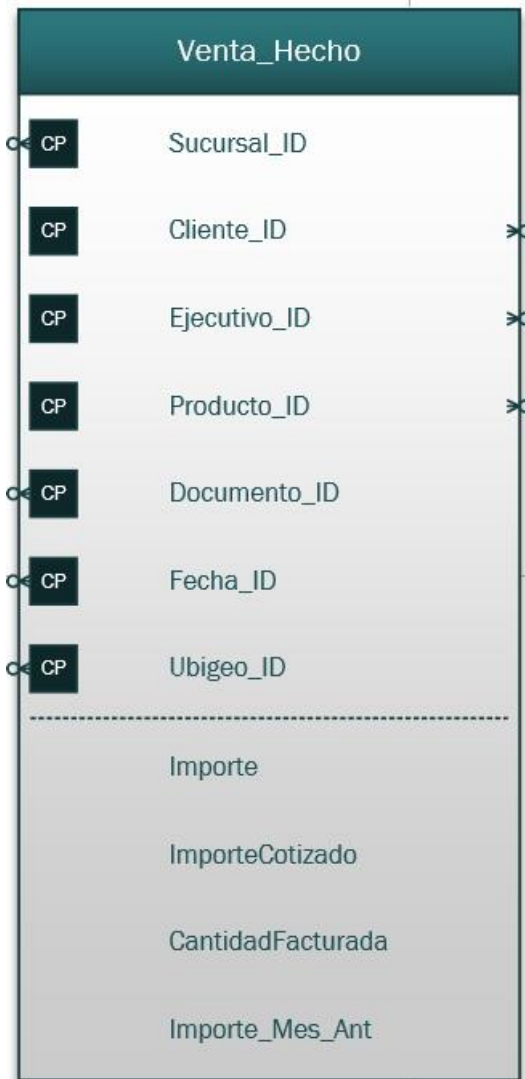 Venta_Hecho
CP Sucursal_ID
CP Cliente_ID
CP Ejecutivo_ID
CP Producto_ID
CP Documento_ID
CP Fecha_ID
CP Ubigeo_ID
Importe
ImporteCotizado
CantidadFacturada
Importe_Mes_Ant